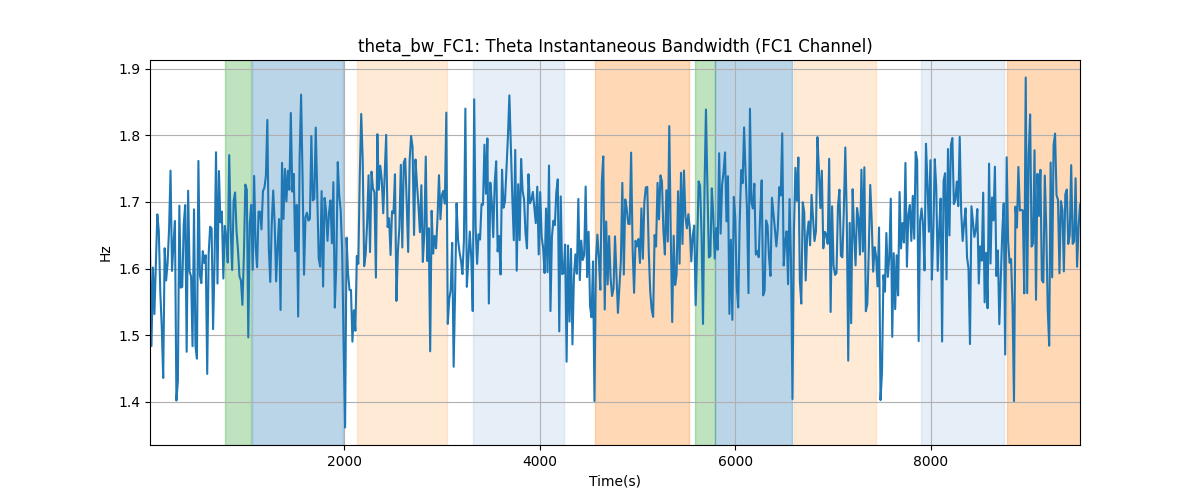 theta_bw_FC1: Theta Instantaneous Bandwidth (FC1 Channel)
1.9
1.8
1.7
1.6
1.5
1.4
Hz
2000 4000 6000 8000
Time(s)